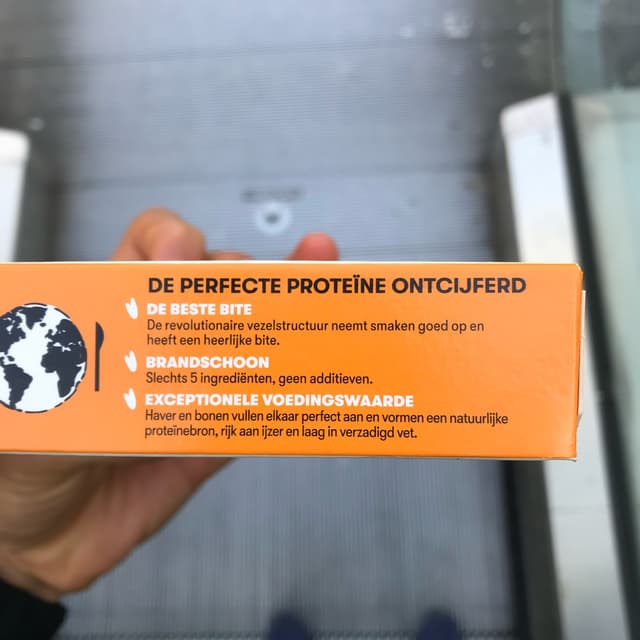 DE PERFECTE PROTEÏNE ONTCIJFERD
DE BESTE BITE
De revolutionaire vezelstructuur neemt smaken goed op en
heeft een heerlijke bite.
BRANDSCHOON
Slechts 5 ingrediënten, geen additieven.
EXCEPTIONELE VOEDINGSWAARDE
Haver en bonen vullen elkaar perfect aan en vormen een natuurlijke
proteïnebron, rijk aan ijzer en laag in verzadigd vet.